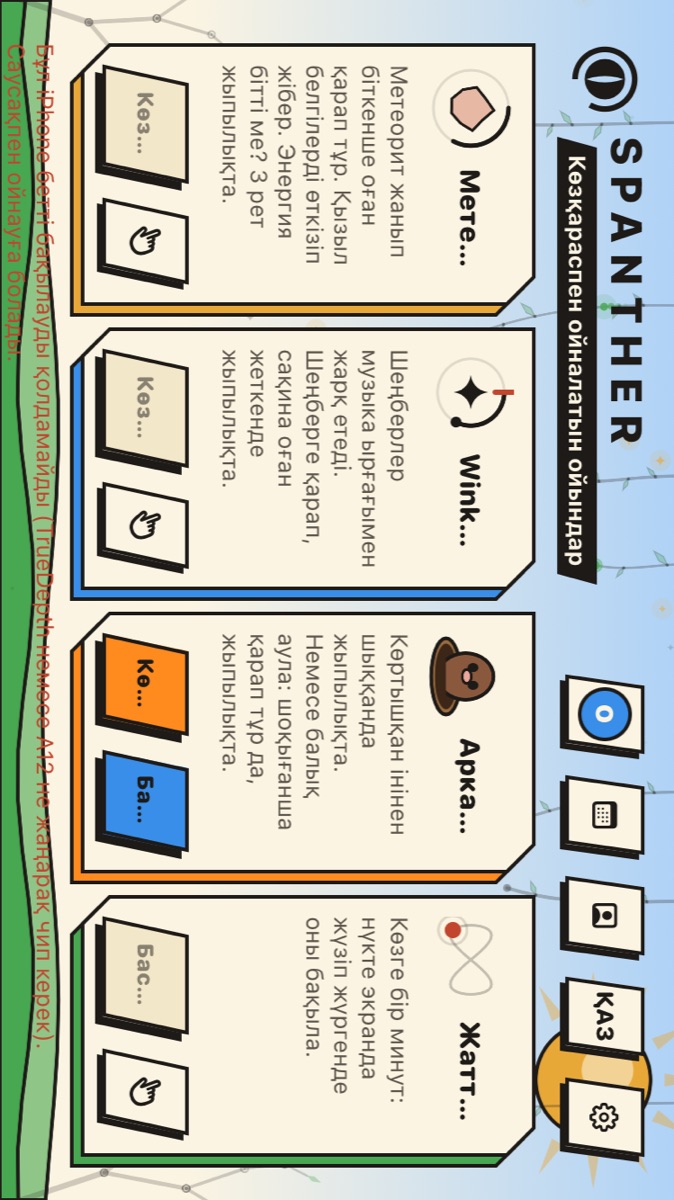 SPANTHER
Көзқараспен ойналатын ойындар
О
ҚАЗ
Мете...
Метеорит жанып
біткенше оған
қарап тұр. Қызыл
белгілерді өткізіп
жібер. Энергия
бітті ме? 3 рет
жыпылықта.
Көз...
Wink...
Шеңберлер
музыка ырғағымен
жарқ етеді.
Шеңберге қарап,
сақина оған
жеткенде
жыпылықта.
Көз...
Арка...
Көртышқан інінен
шыққанда
жыпылықта.
Немесе балық
аула: шоқығанша
қарап тұр да,
жыпылықта.
Кө...
Ба...
Жатт...
Көзге бір минут:
нүкте экранда
жүзіп жүргенде
оны бақыла.
Бас...
Бұл iPhone бетті бақылауды қолдамайды (TrueDepth немесе A12 не жаңарақ чип керек).
Саусақпен ойнауға болады.